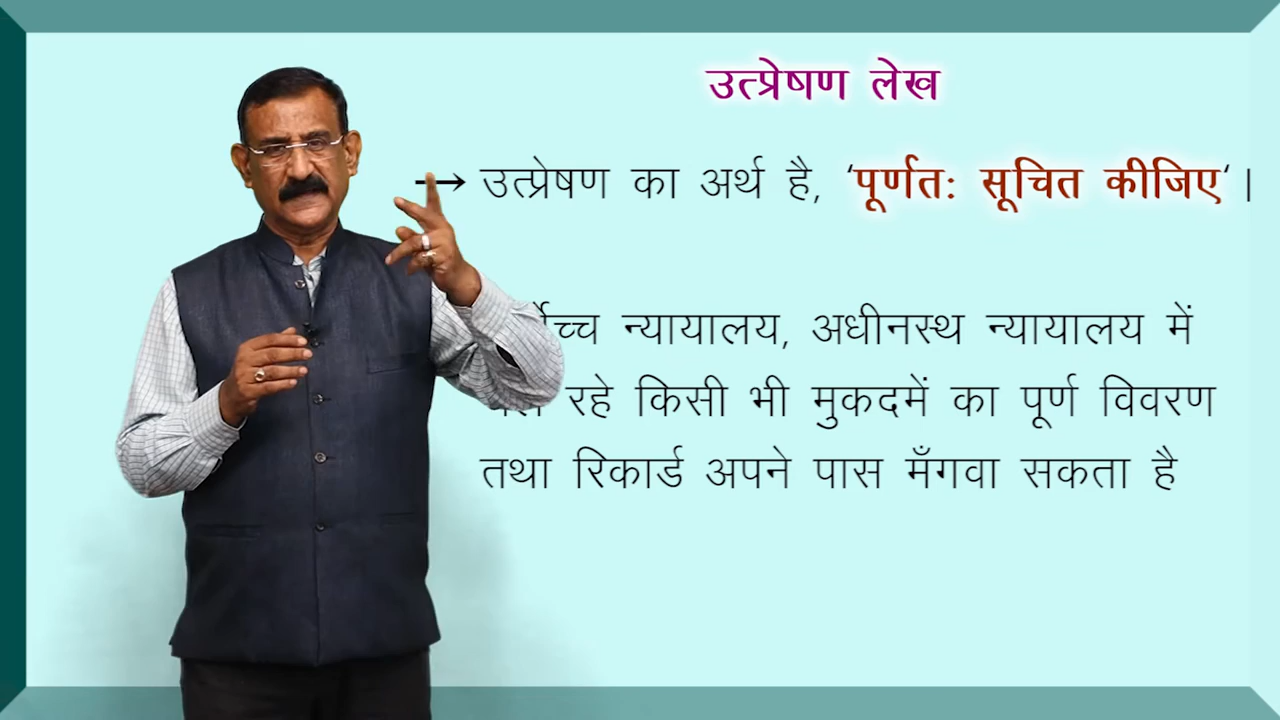 उत्प्रेषण लेख
→ उत्प्रेषण का अर्थ है, ‘पूर्णत: सूचित कीजिए‘ ।
न्यायालय, अधीनस्थ न्यायालय में
रहे किसी भी मुकदमें का पूर्ण विवरण
तथा रिकार्ड अपने पास मँगवा सकता है